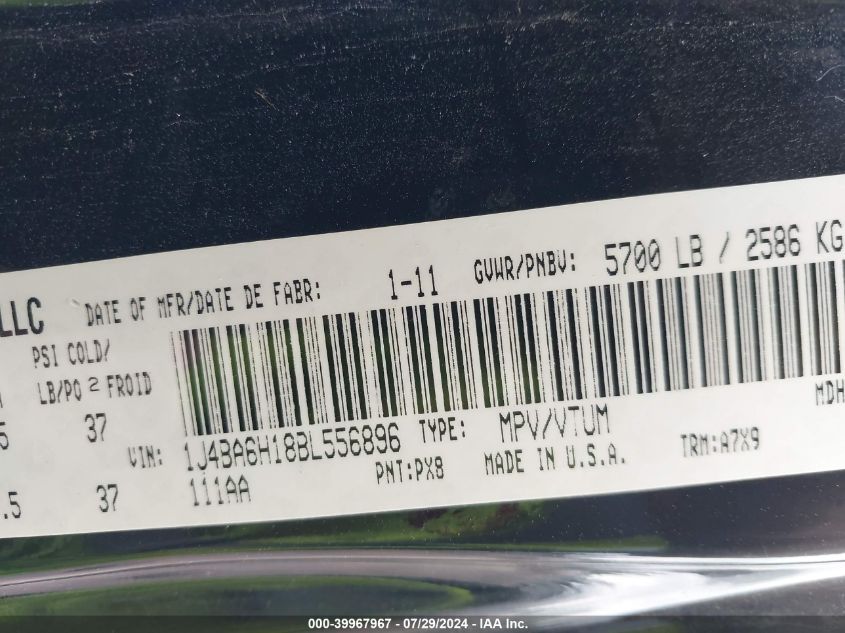 LLC DATE OF MFR/DATE DE FABR: 1-11 GVWR/PNBV: 5700 LB / 2586 KG
PSI COLD/
LB/PO 2 FROID
5 37
VIN: 1J4BA6H18BL556896 TYPE: MPV/VTUM MDH
.5 37 111AA PNT:PX8 MADE IN U.S.A. TRM:A7X9
000-39967967 / 07/29/2024 - IAA Inc.